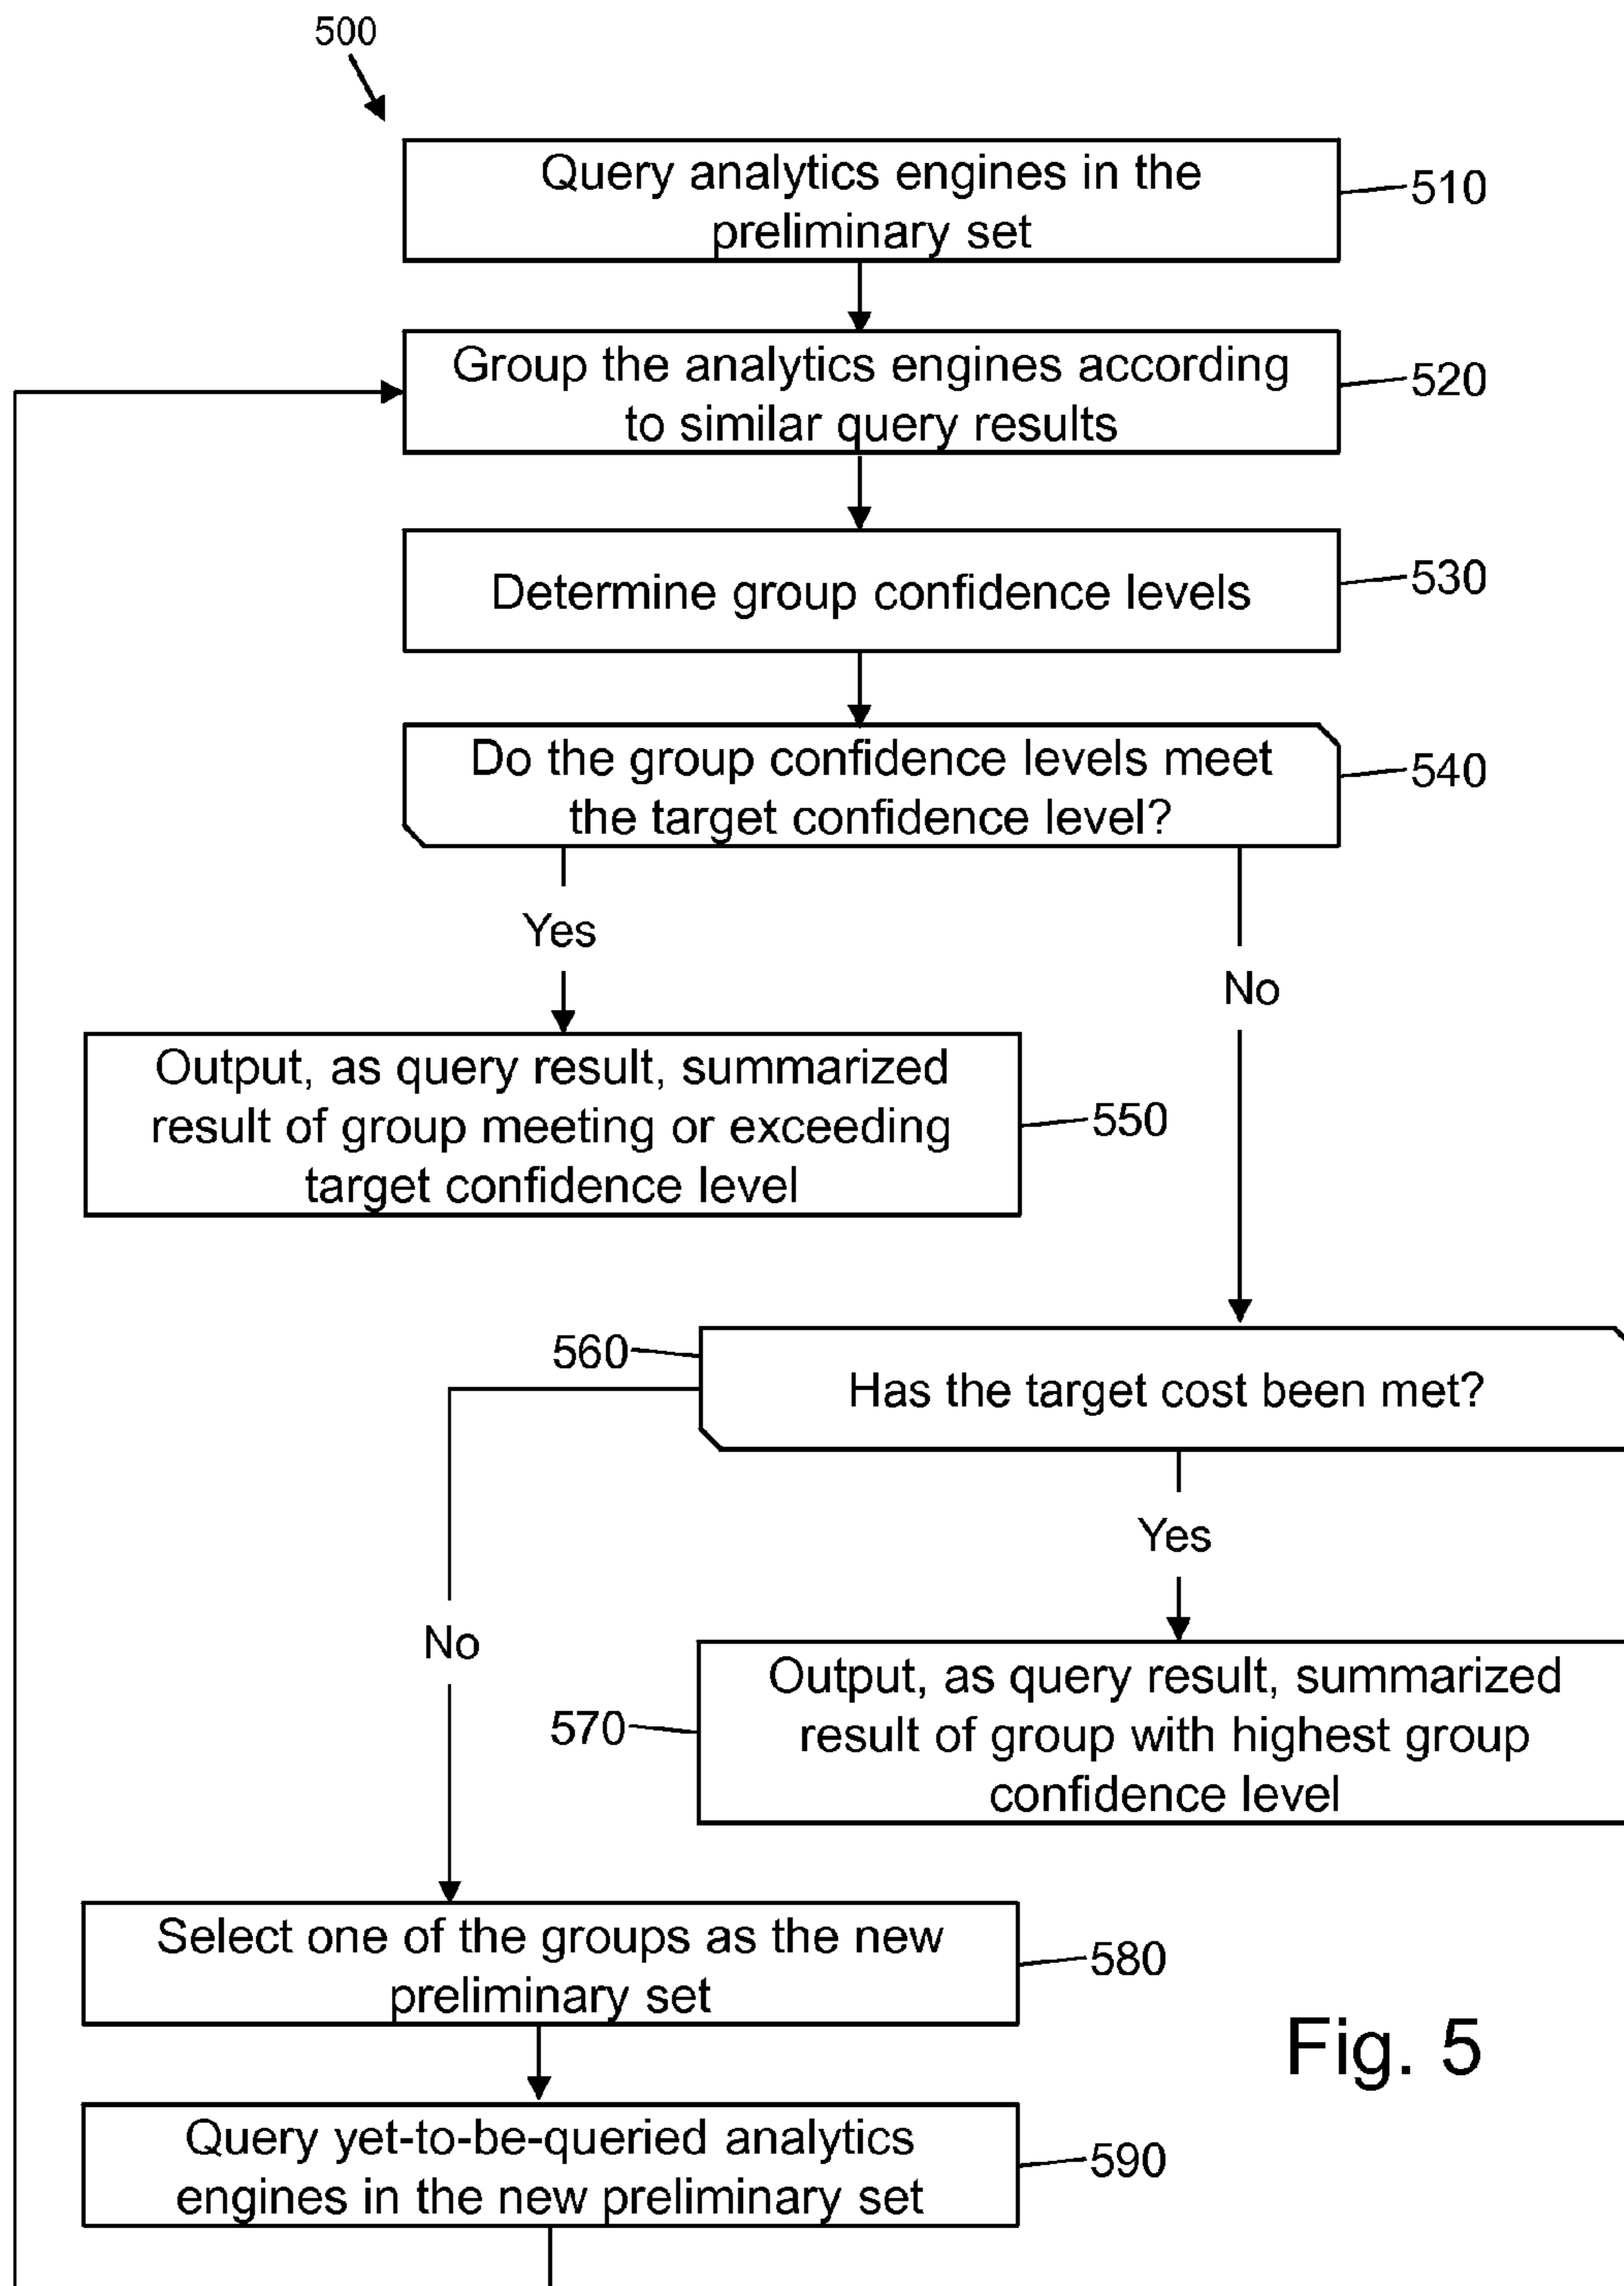 500
Query analytics engines in the
preliminary set
510
Group the analytics engines according
to similar query results
520
Determine group confidence levels
530
Do the group confidence levels meet
the target confidence level?
540
Yes
No
Output, as query result, summarized
result of group meeting or exceeding
target confidence level
550
560
Has the target cost been met?
Yes
No
570
Output, as query result, summarized
result of group with highest group
confidence level
Select one of the groups as the new
preliminary set
580
Fig. 5
Query yet-to-be-queried analytics
engines in the new preliminary set
590